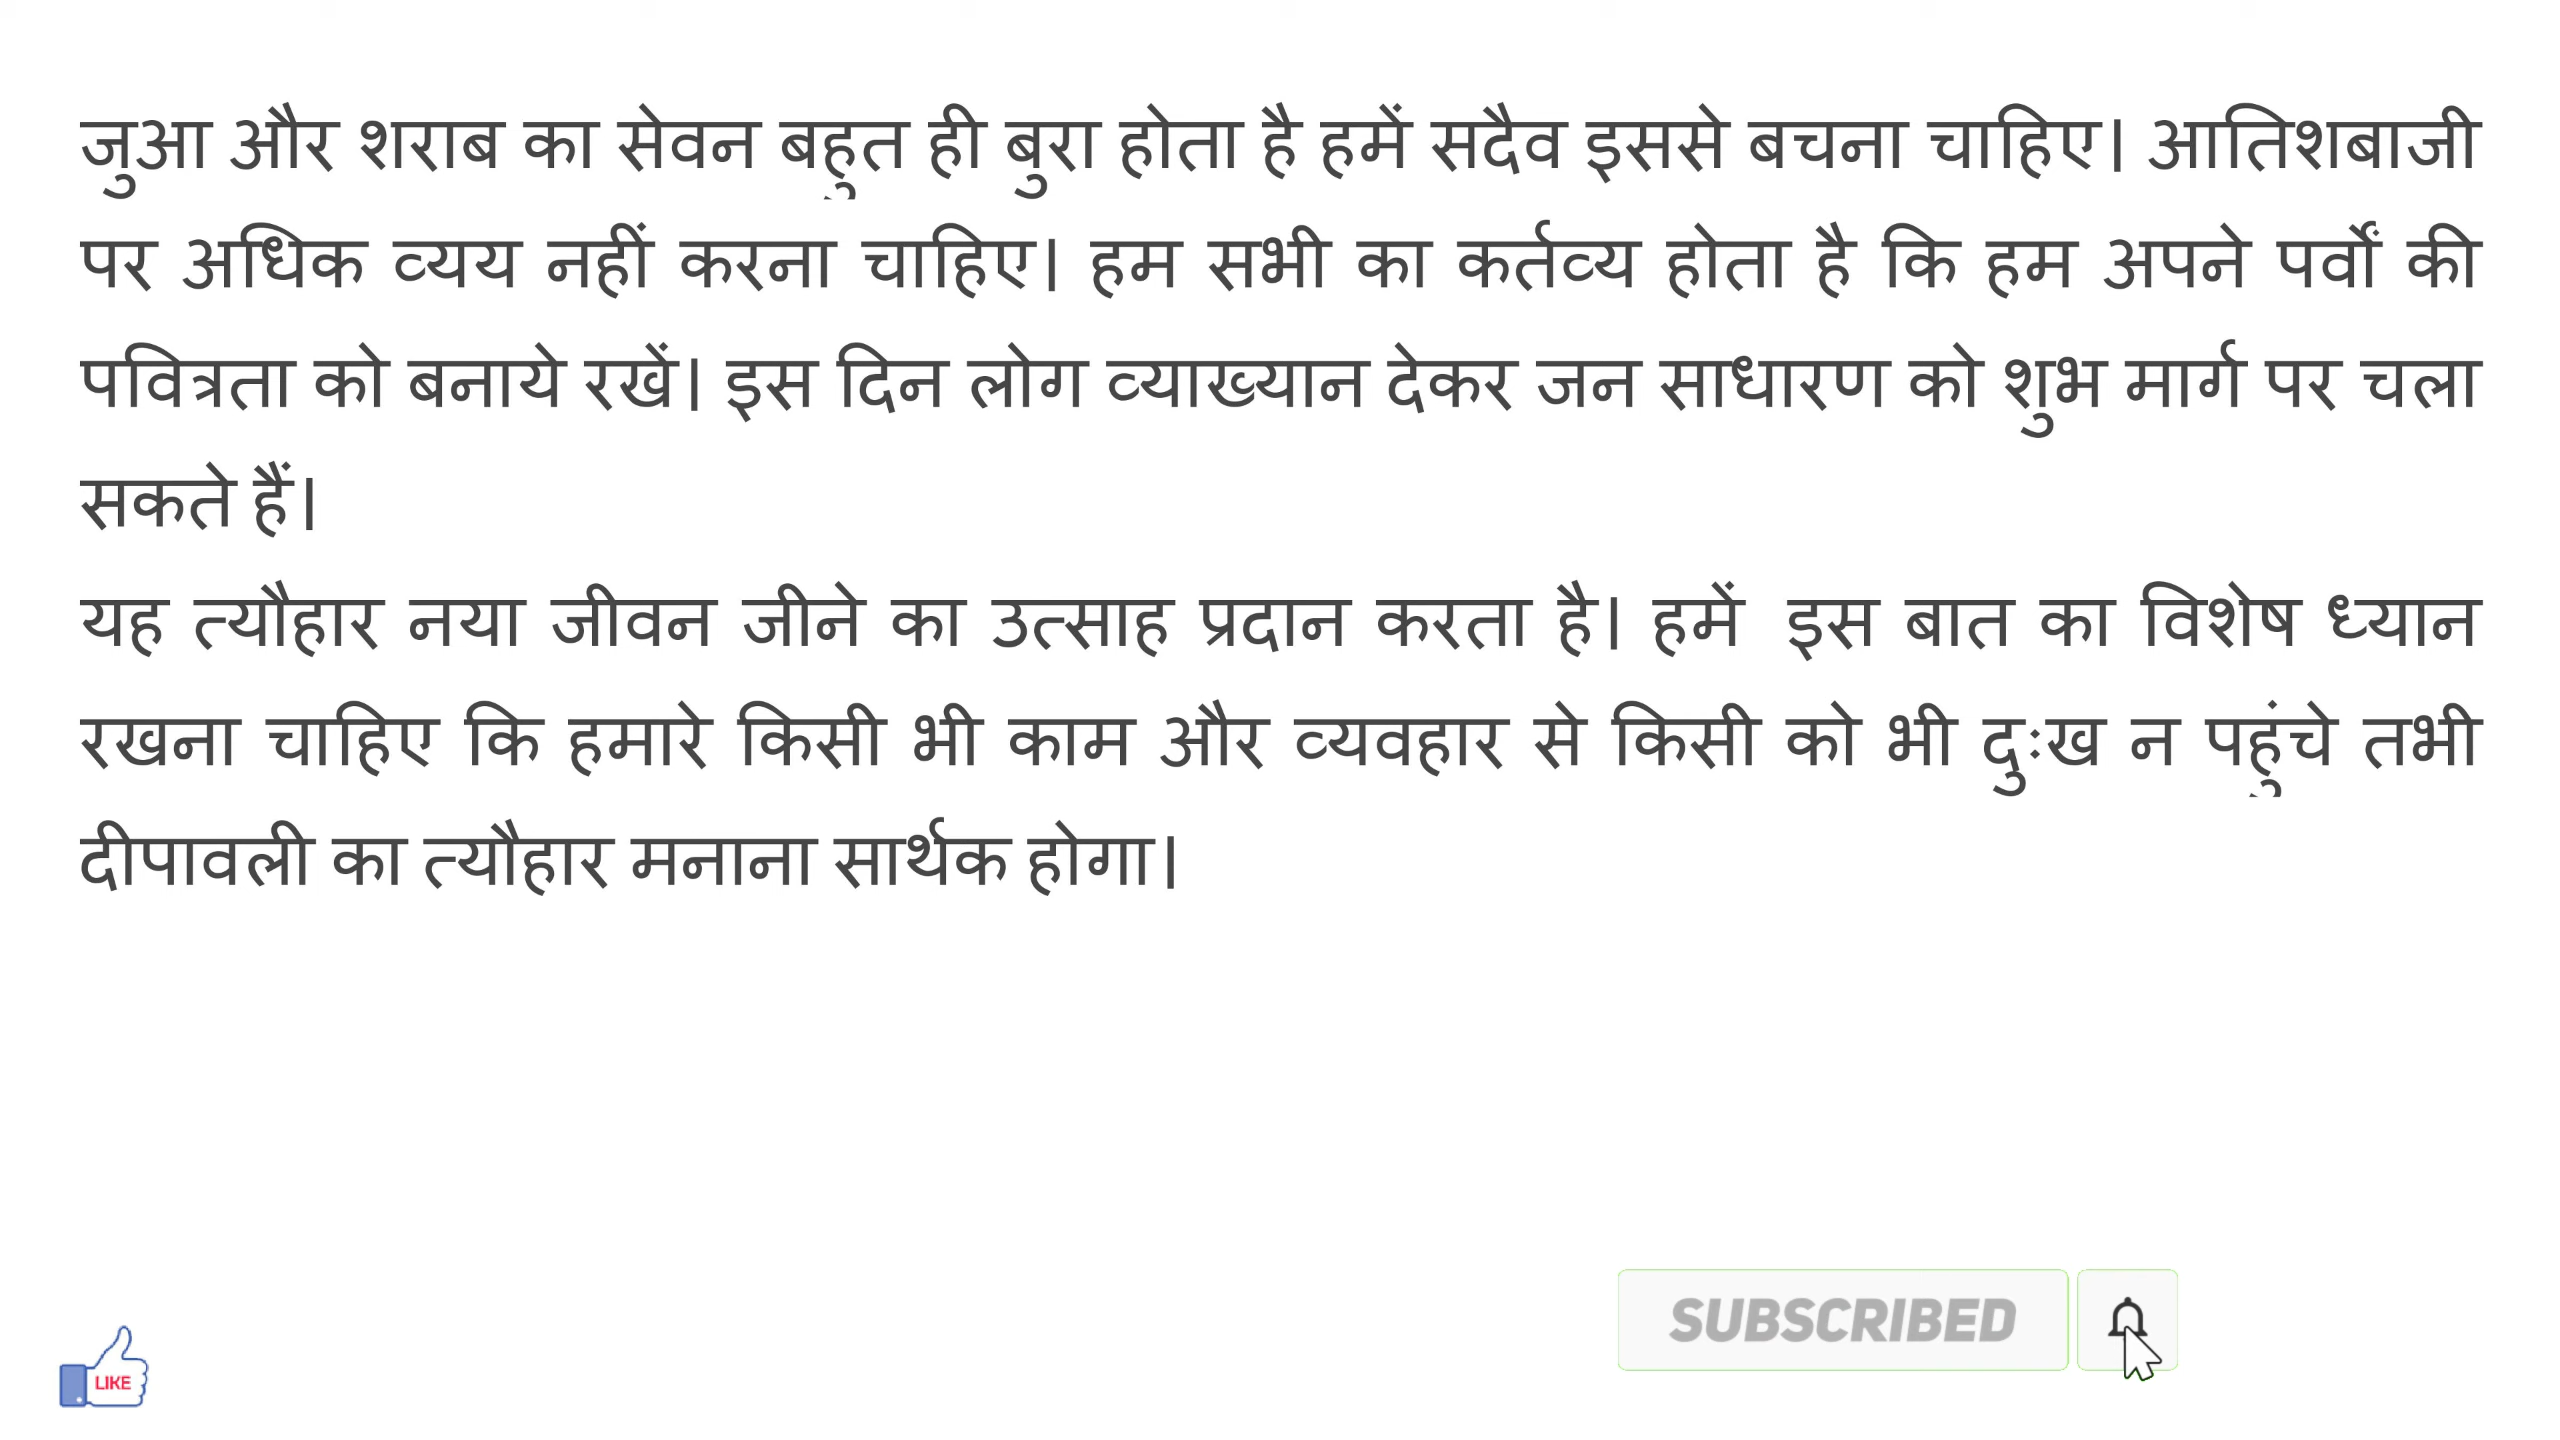 जुआ और शराब का सेवन बहुत ही बुरा होता है हमें सदैव इससे बचना चाहिए। आतिशबाजी
पर अधिक व्यय नहीं करना चाहिए। हम सभी का कर्तव्य होता है कि हम अपने पर्वों की
पवित्रता को बनाये रखें। इस दिन लोग व्याख्यान देकर जन साधारण को शुभ मार्ग पर चला
सकते हैं।
यह त्यौहार नया जीवन जीने का उत्साह प्रदान करता है। हमें इस बात का विशेष ध्यान
रखना चाहिए कि हमारे किसी भी काम और व्यवहार से किसी को भी दुःख न पहुंचे तभी
दीपावली का त्यौहार मनाना सार्थक होगा।
SUBSCRIBED
LIKE